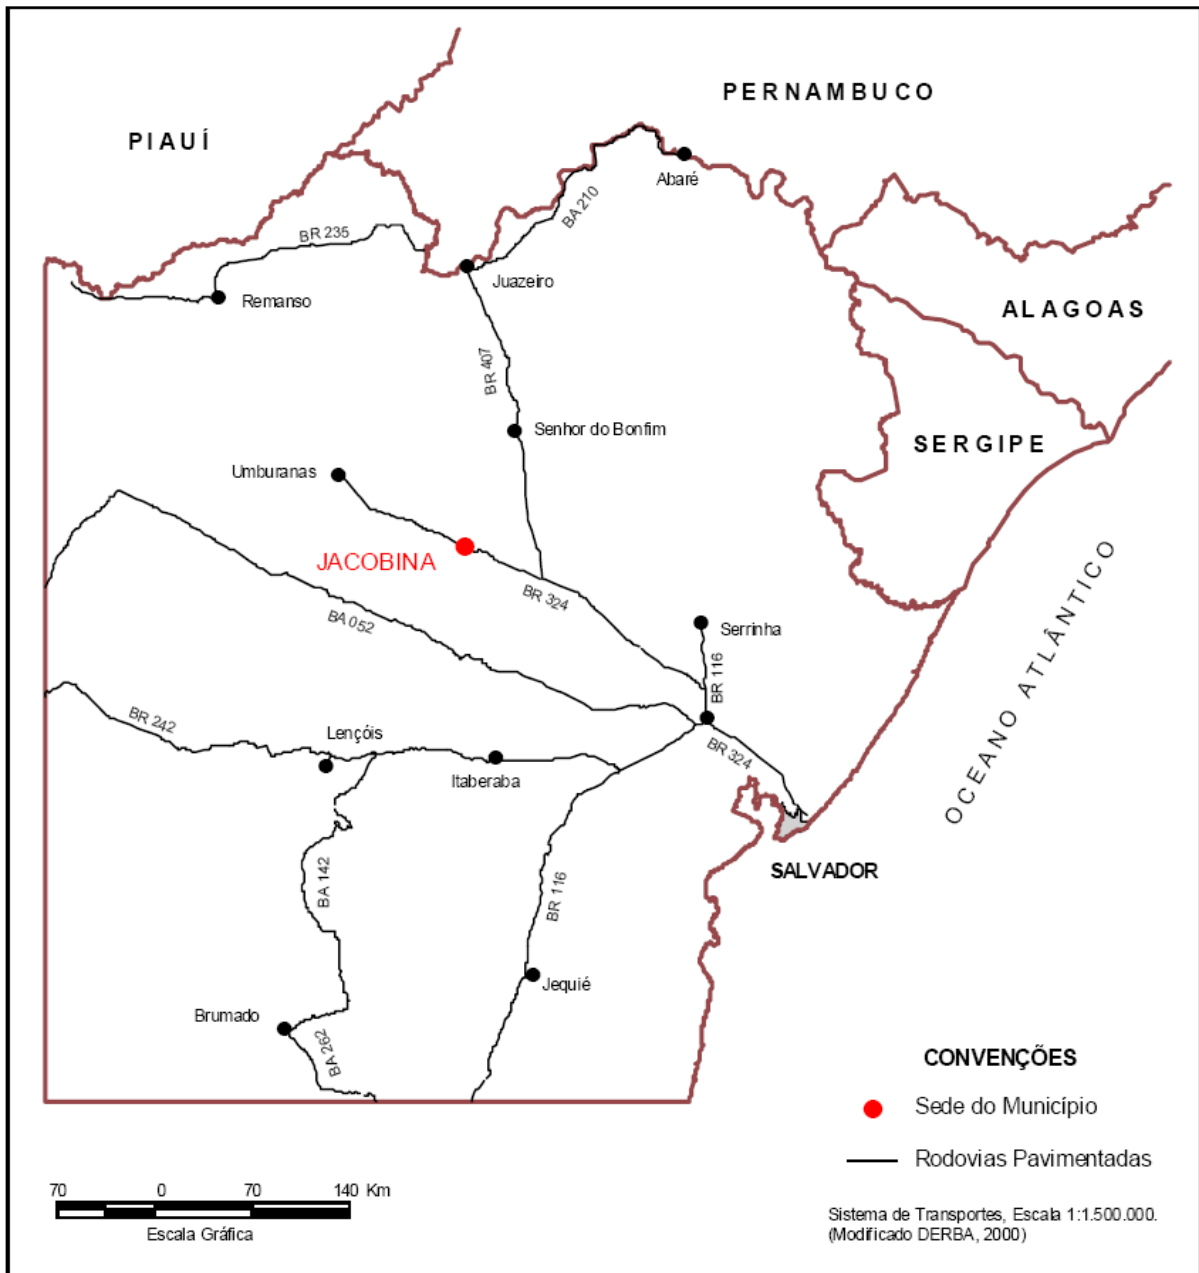 PERNAMBUCO
PIAUÍ
Abaré
BA 210
BR 235
Juazeiro
Remanso
ALAGOAS
BR 407
Senhor do Bonfim
SERGIPE
Umburanas
JACOBINA
BR 324
BA 052
Serrinha
BR 116
OCEANO ATLÂNTICO
BR 242
Lençóis
BR 324
Itaberaba
SALVADOR
BA 142
BR 116
Jequié
Brumado
BA 262
CONVENÇÕES
Sede do Município
Rodovias Pavimentadas
70 0 70 140 Km
Escala Gráfica
Sistema de Transportes, Escala 1:1.500.000.
(Modificado DERBA, 2000)